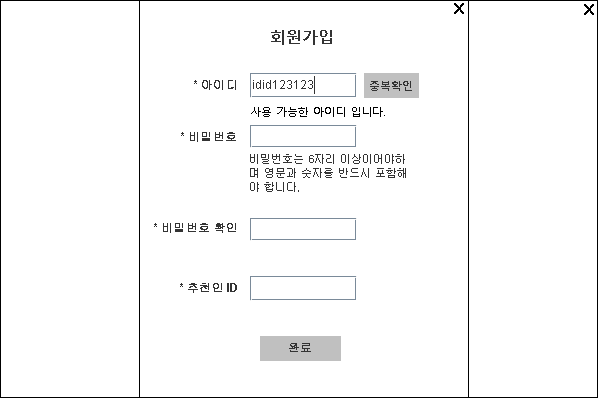 회원가입
* 아이디 idid123123 중복확인
사용 가능한 아이디 입니다.
* 비밀번호
비밀번호는 6자리 이상이어야하
며 영문과 숫자를 반드시 포함해
야 합니다.
* 비밀번호 확인
* 추천인 ID
완료